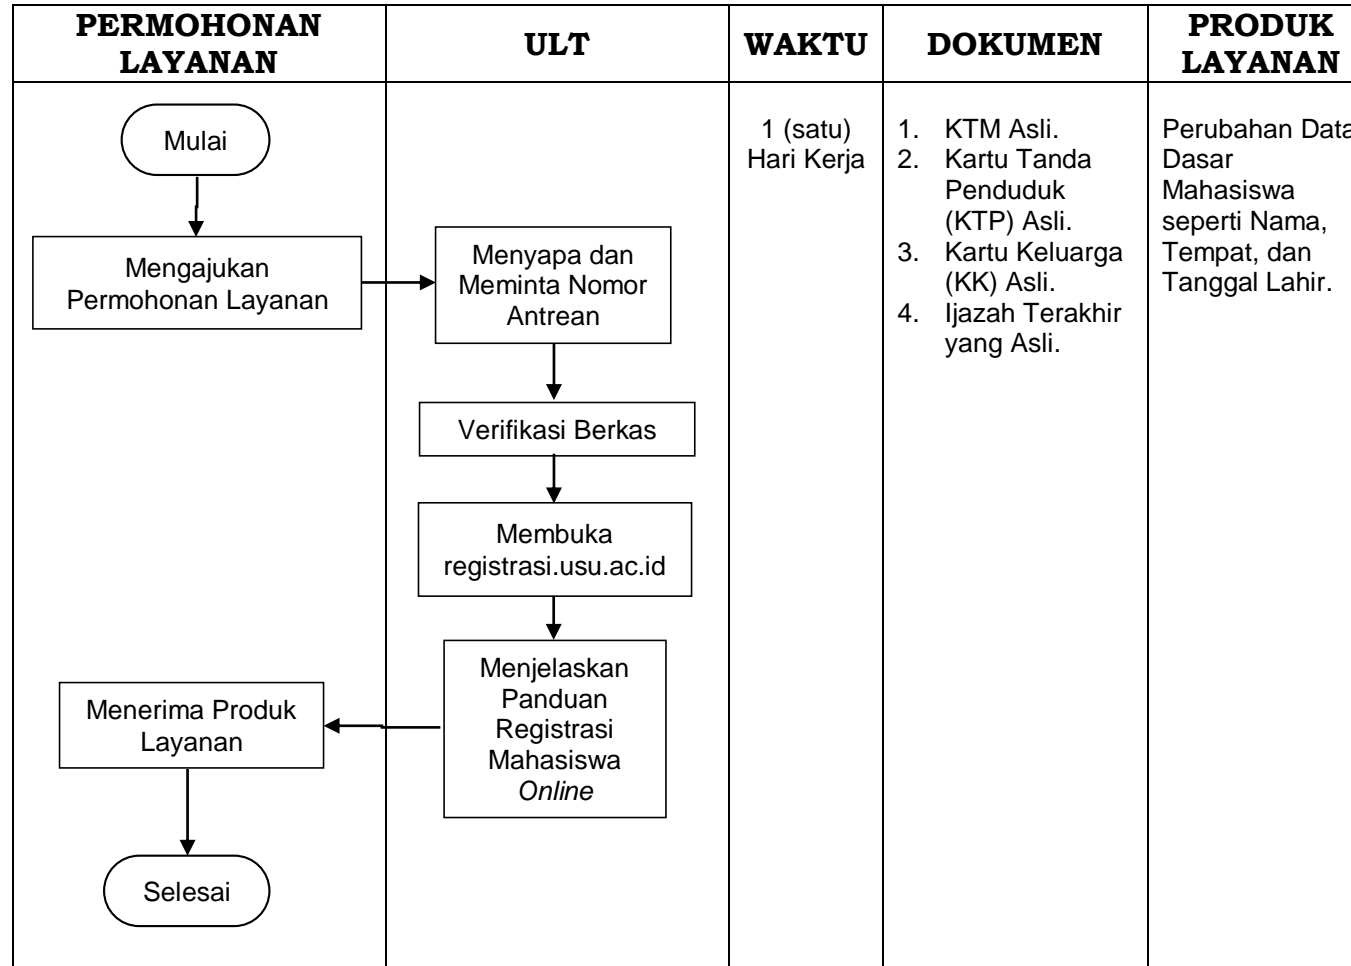 PERMOHONAN
LAYANAN
ULT
WAKTU
DOKUMEN
PRODUK
LAYANAN
Mulai
Mengajukan
Permohonan Layanan
Menyapa dan
Meminta Nomor
Antrean
Verifikasi Berkas
Membuka
registrasi.usu.ac.id
Menjelaskan
Panduan
Registrasi
Mahasiswa
Online
Menerima Produk
Layanan
Selesai
1 (satu)
Hari Kerja
1. KTM Asli.
2. Kartu Tanda
Penduduk
(KTP) Asli.
3. Kartu Keluarga
(KK) Asli.
4. Ijazah Terakhir
yang Asli.
Perubahan Data
Dasar
Mahasiswa
seperti Nama,
Tempat, dan
Tanggal Lahir.